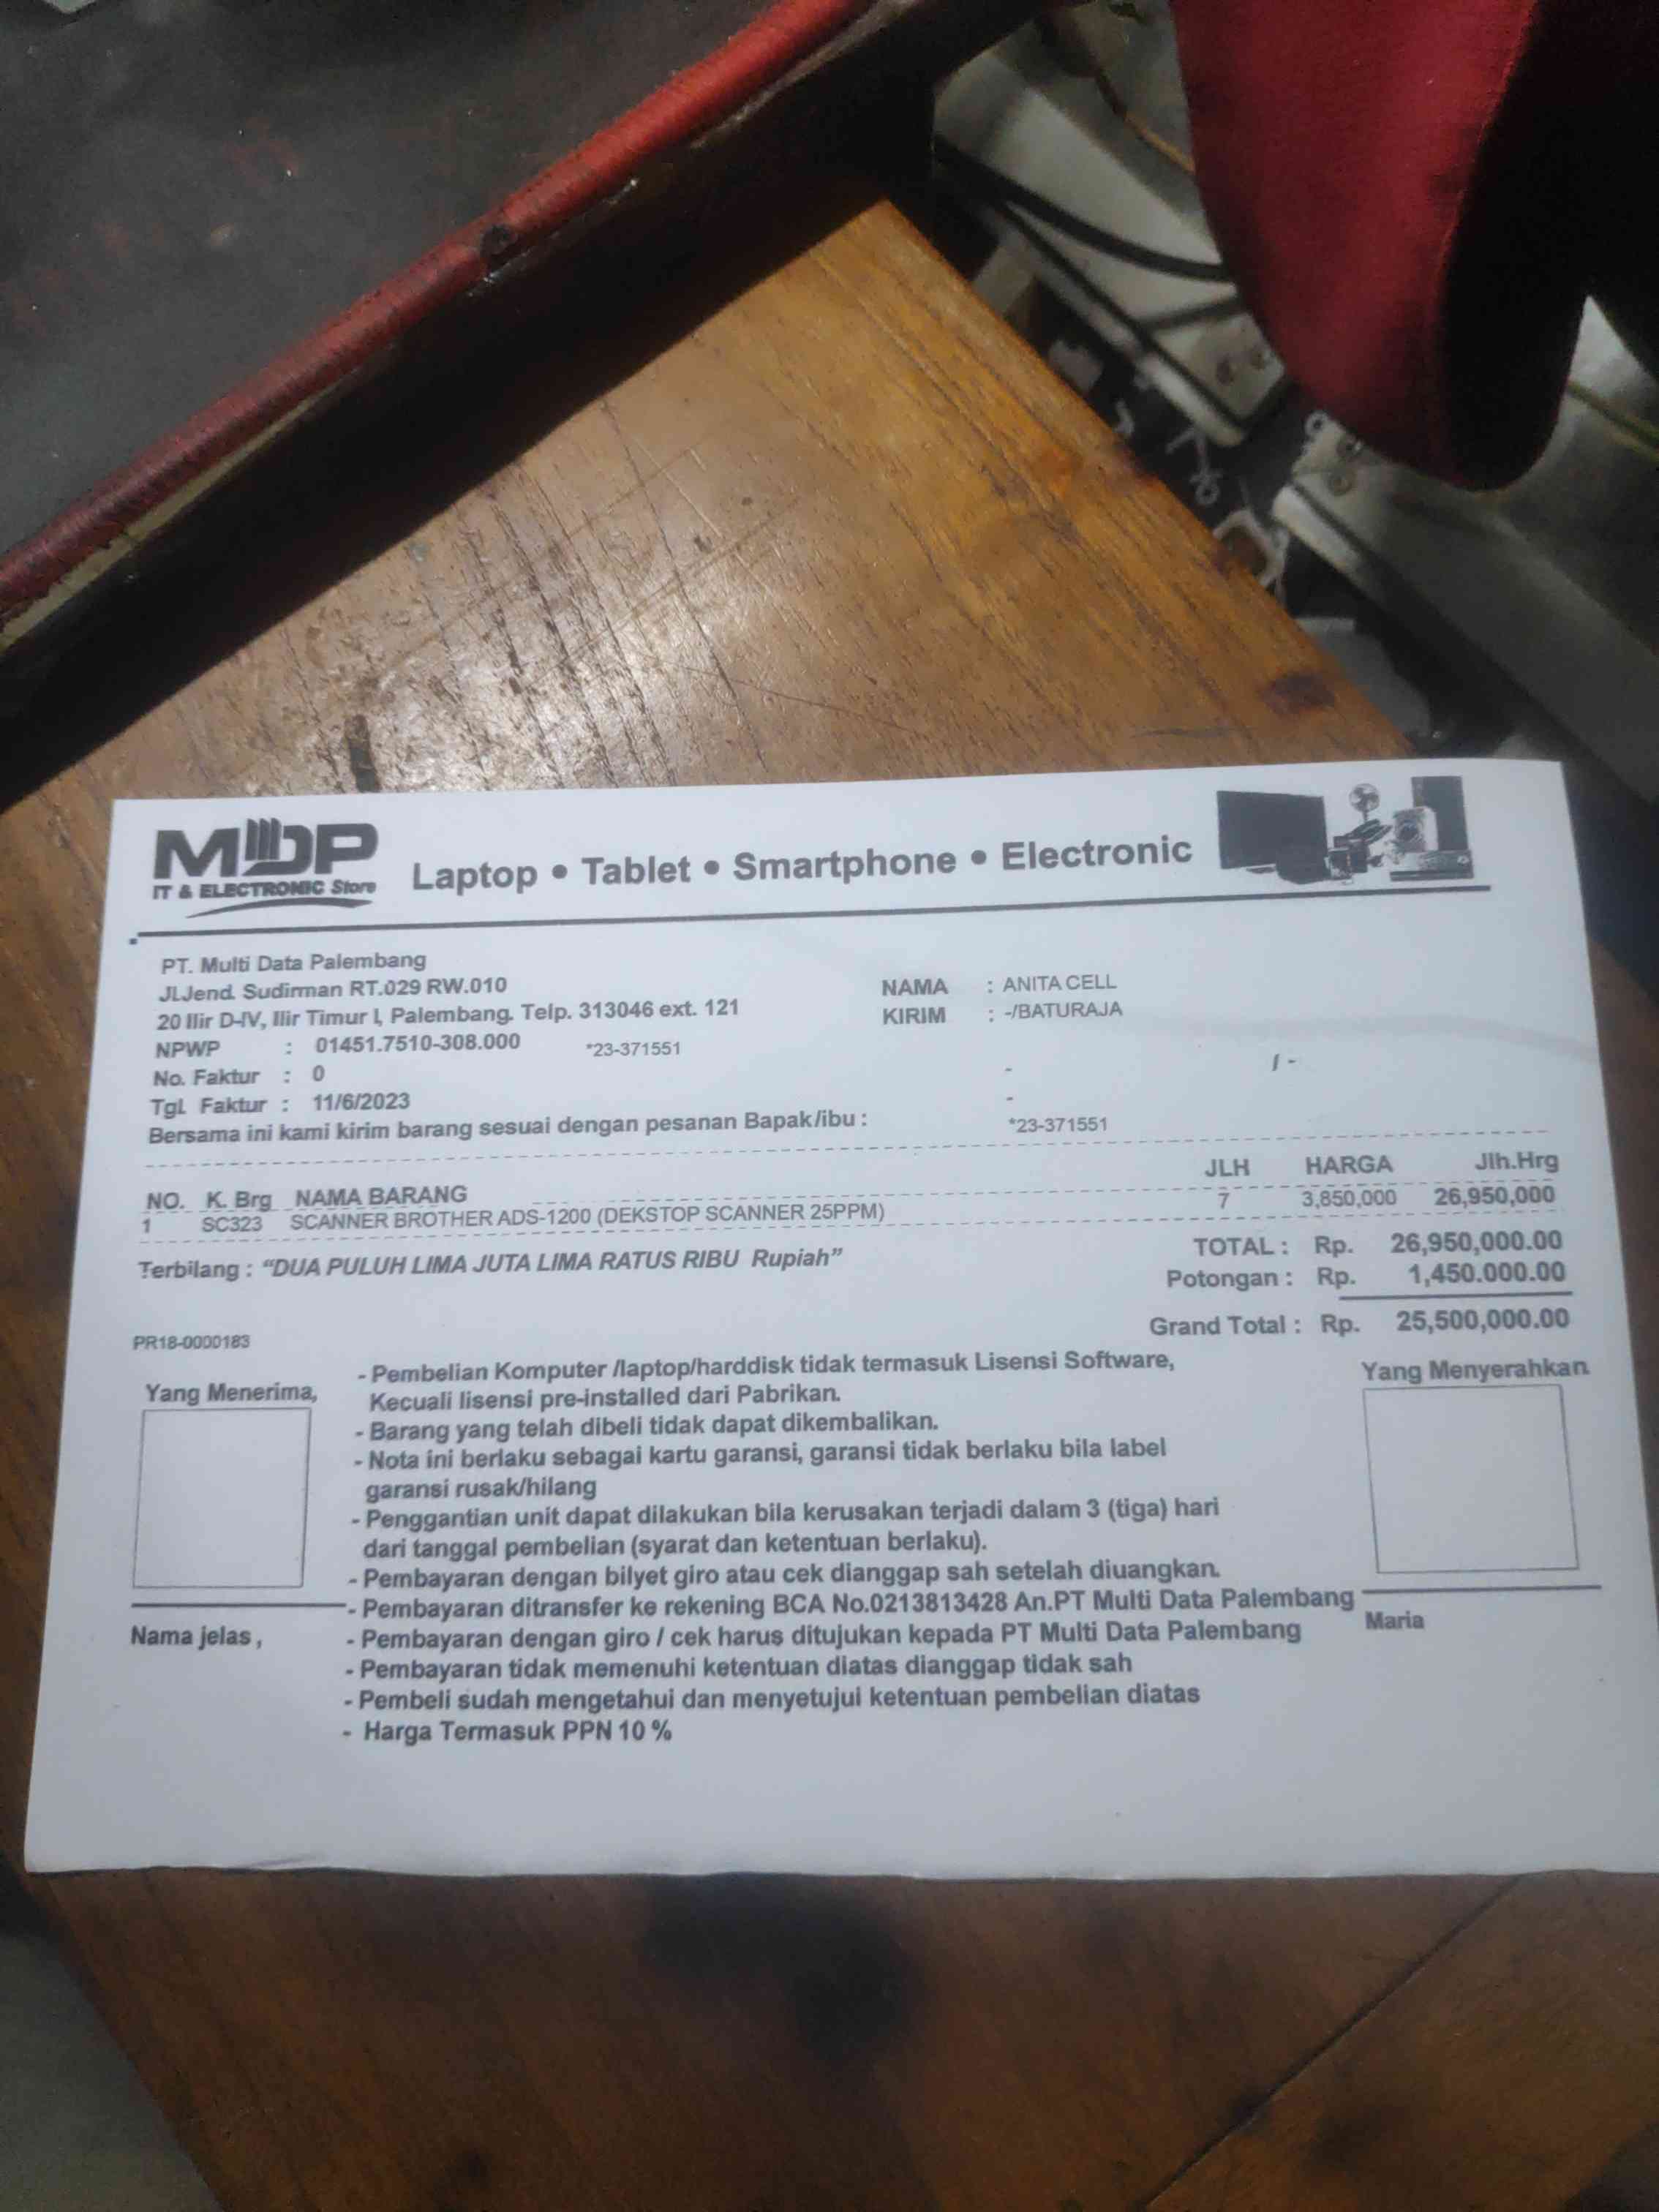 MDP
IT & ELECTRONIC Store
Laptop • Tablet • Smartphone • Electronic
PT. Multi Data Palembang
Jl.Jend. Sudirman RT.029 RW.010
20 Ilir D-IV, Ilir Timur I, Palembang. Telp. 313046 ext. 121
NPWP : 01451.7510-308.000 *23-371551
No. Faktur : 0
Tgl. Faktur : 11/6/2023
Bersama ini kami kirim barang sesuai dengan pesanan Bapak/ibu :
NAMA : ANITA CELL
KIRIM : -/BATURAJA
- / -
-
*23-371551
NO. K. Brg NAMA BARANG JLH HARGA Jlh.Hrg
1 SC323 SCANNER BROTHER ADS-1200 (DEKSTOP SCANNER 25PPM) 7 3,850,000 26,950,000
Terbilang : “DUA PULUH LIMA JUTA LIMA RATUS RIBU Rupiah”
TOTAL : Rp. 26,950,000.00
Potongan : Rp. 1,450.000.00
Grand Total : Rp. 25,500,000.00
PR18-0000183
Yang Menerima,
- Pembelian Komputer /laptop/harddisk tidak termasuk Lisensi Software,
Kecuali lisensi pre-installed dari Pabrikan.
- Barang yang telah dibeli tidak dapat dikembalikan.
- Nota ini berlaku sebagai kartu garansi, garansi tidak berlaku bila label
garansi rusak/hilang
- Penggantian unit dapat dilakukan bila kerusakan terjadi dalam 3 (tiga) hari
dari tanggal pembelian (syarat dan ketentuan berlaku).
- Pembayaran dengan bilyet giro atau cek dianggap sah setelah diuangkan.
- Pembayaran ditransfer ke rekening BCA No.0213813428 An.PT Multi Data Palembang
- Pembayaran dengan giro / cek harus ditujukan kepada PT Multi Data Palembang
- Pembayaran tidak memenuhi ketentuan diatas dianggap tidak sah
- Pembeli sudah mengetahui dan menyetujui ketentuan pembelian diatas
- Harga Termasuk PPN 10 %
Nama jelas ,
Yang Menyerahkan
Maria